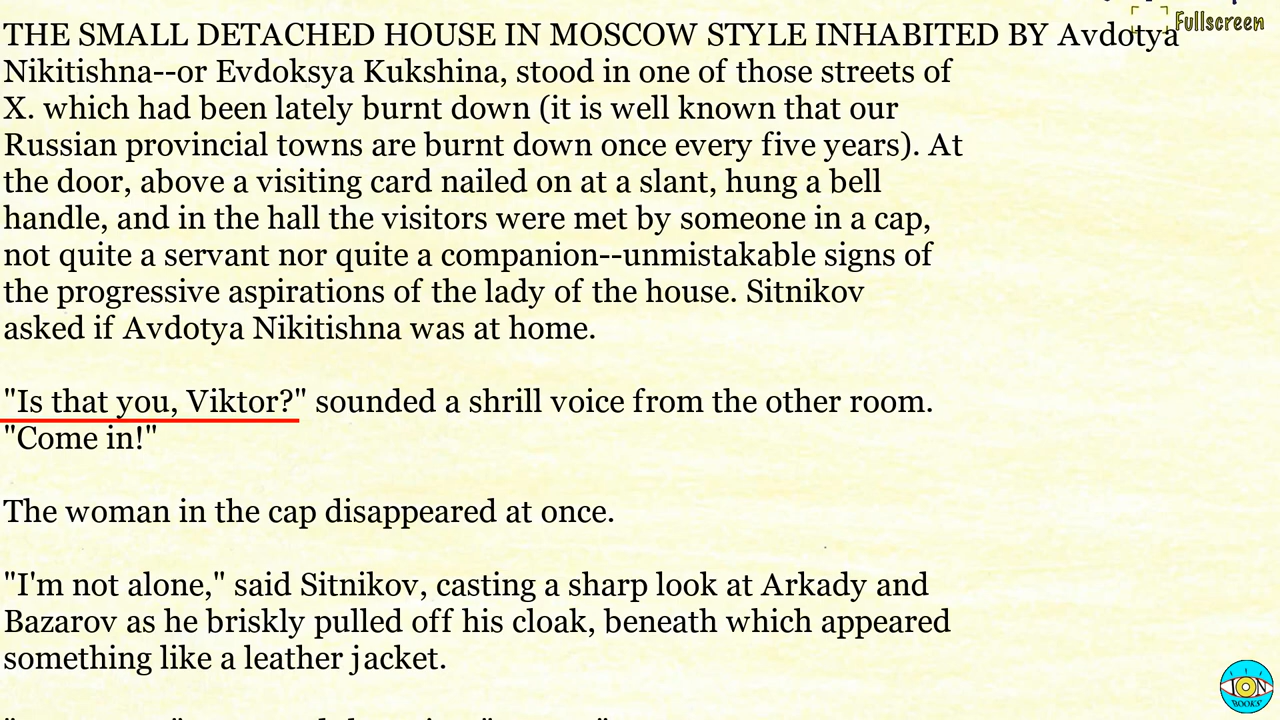 Fullscreen
THE SMALL DETACHED HOUSE IN MOSCOW STYLE INHABITED BY Avdotya
Nikitishna--or Evdoksya Kukshina, stood in one of those streets of
X. which had been lately burnt down (it is well known that our
Russian provincial towns are burnt down once every five years). At
the door, above a visiting card nailed on at a slant, hung a bell
handle, and in the hall the visitors were met by someone in a cap,
not quite a servant nor quite a companion--unmistakable signs of
the progressive aspirations of the lady of the house. Sitnikov
asked if Avdotya Nikitishna was at home.
"Is that you, Viktor?" sounded a shrill voice from the other room.
"Come in!"
The woman in the cap disappeared at once.
"I'm not alone," said Sitnikov, casting a sharp look at Arkady and
Bazarov as he briskly pulled off his cloak, beneath which appeared
something like a leather jacket.
ION
BOOKS